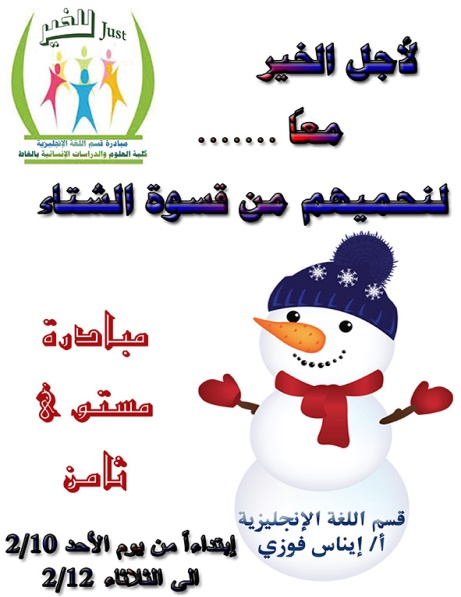 Just للخير
مبادرة قسم اللغة الإنجليزية
كلية العلوم والدراسات الإنسانية بالغاط
لأجل الخير
معاً .......
لنحميهم من قسوة الشتاء
مبادرة
مستوى
ثامن
قسم اللغة الإنجليزية
أ/ إيناس فوزي
إبتداءاً من يوم الأحد 2/10
الى الثلاثاء 2/12